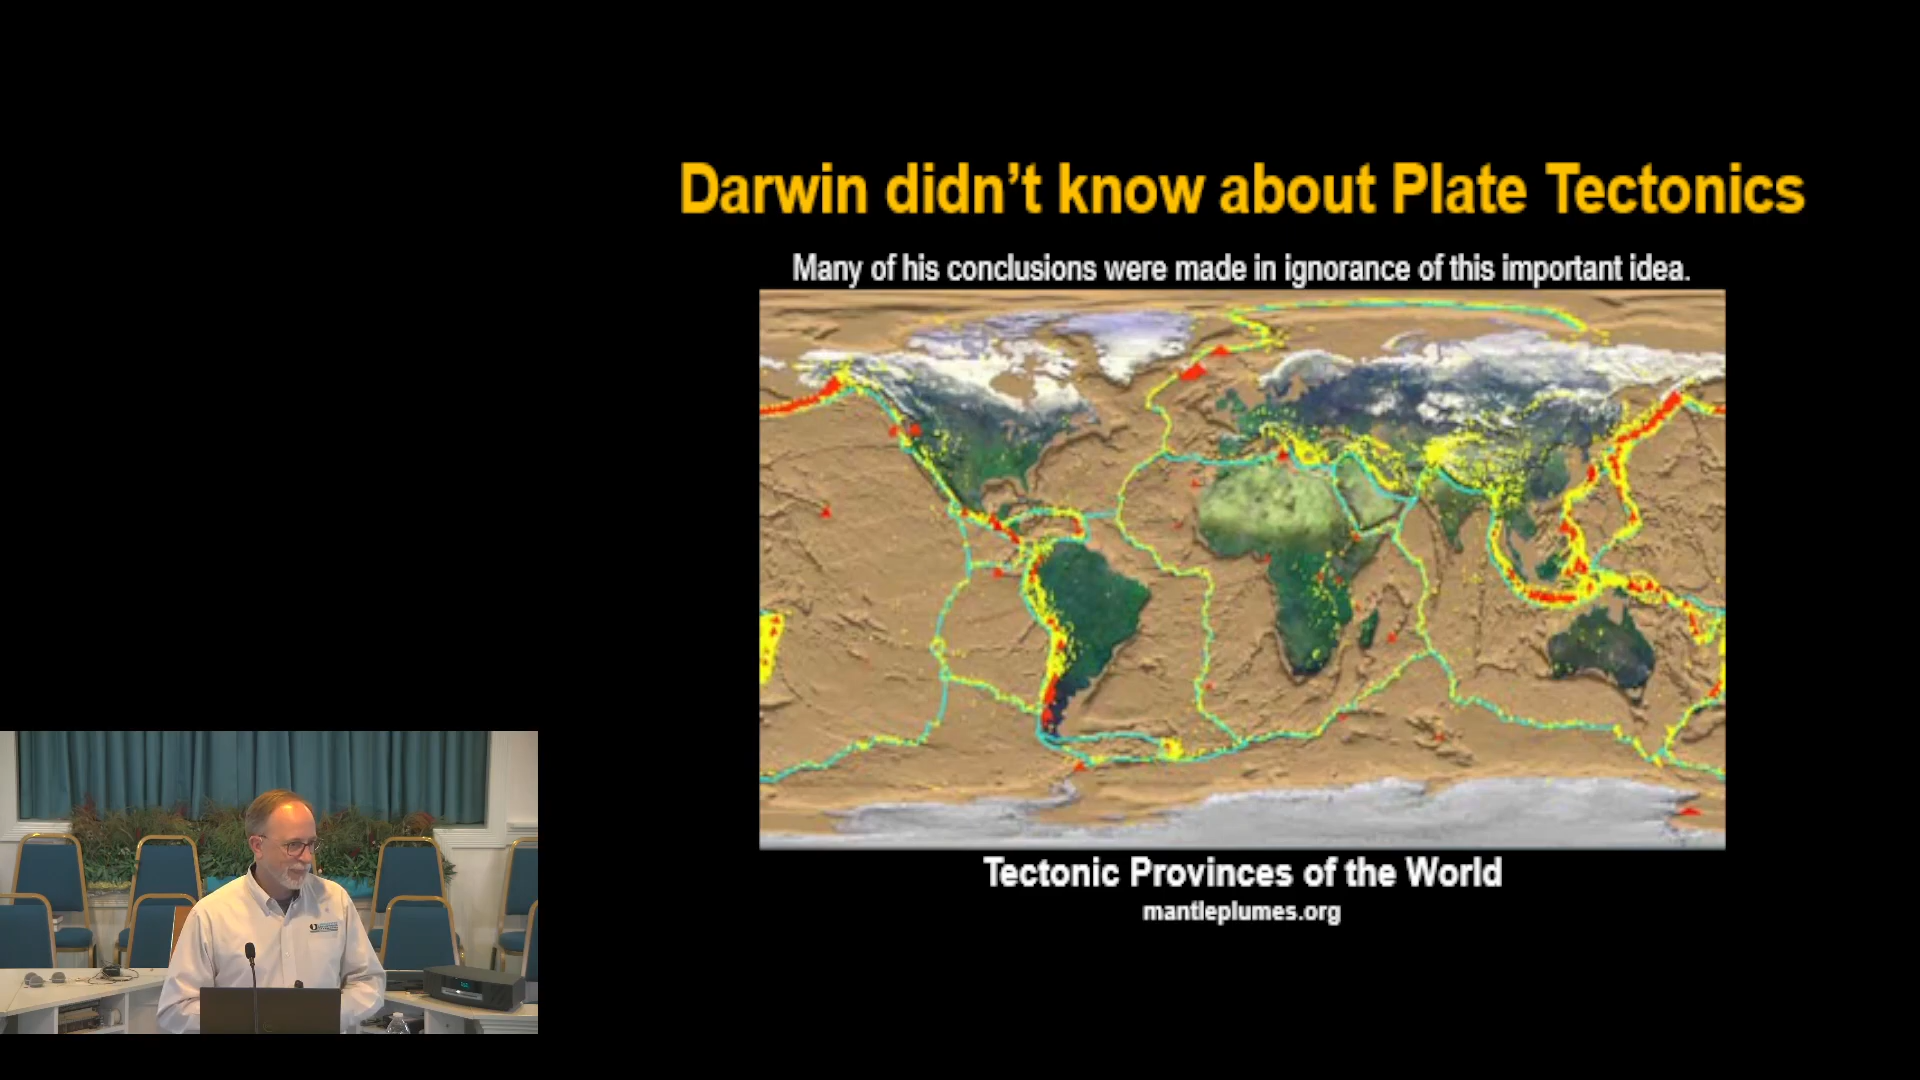 Darwin didn’t know about Plate Tectonics
Many of his conclusions were made in ignorance of this important idea.
Tectonic Provinces of the World
mantleplumes.org